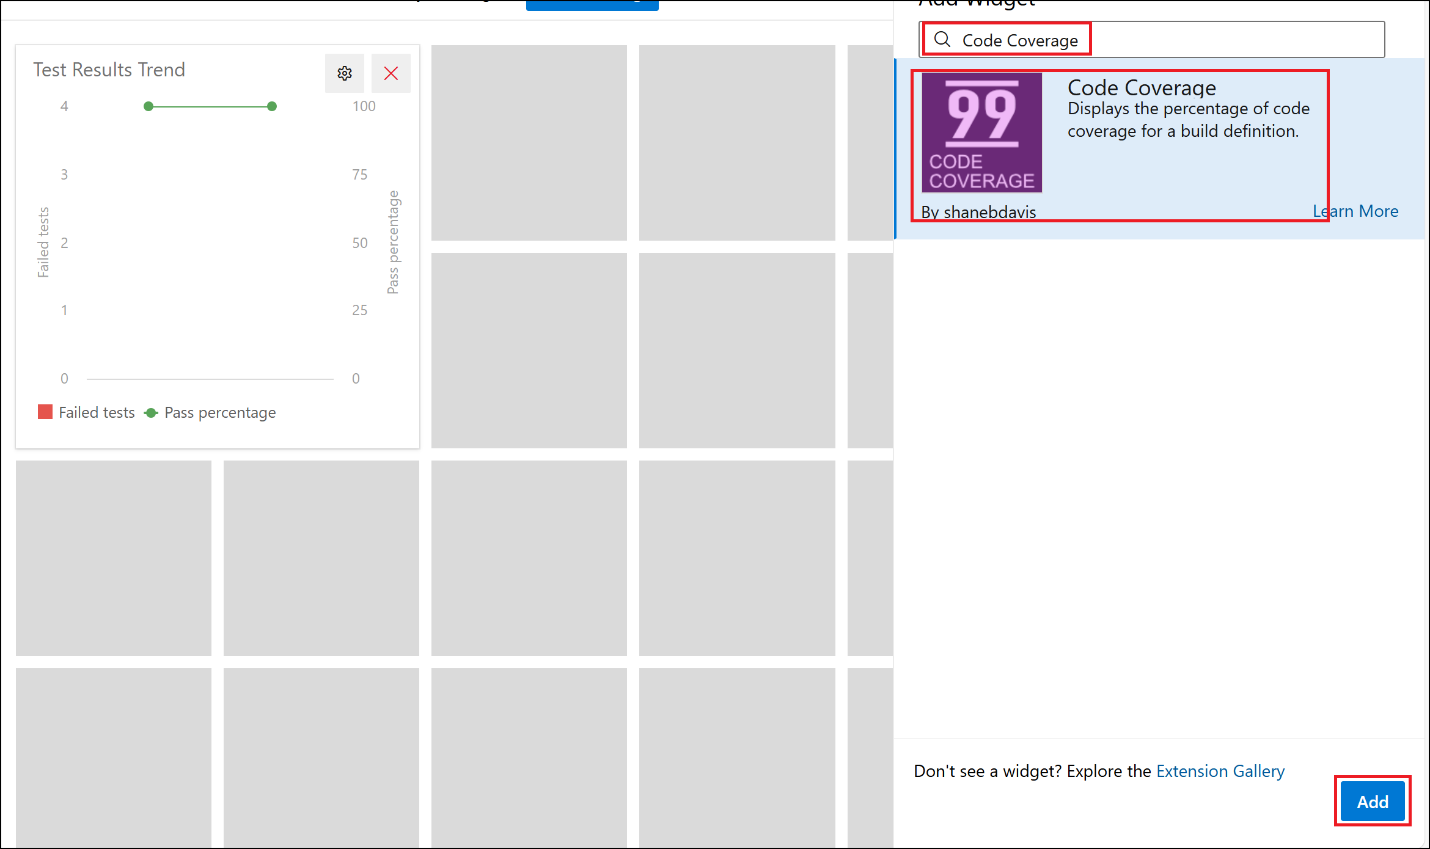 Add Widget
Code Coverage
Test Results Trend
4
100
3
75
2
50
1
25
0
0
Failed tests
Pass percentage
Failed tests
Pass percentage
99
CODE
COVERAGE
Code Coverage
Displays the percentage of code
coverage for a build definition.
By shanebdavis
Learn More
Don't see a widget? Explore the Extension Gallery
Add